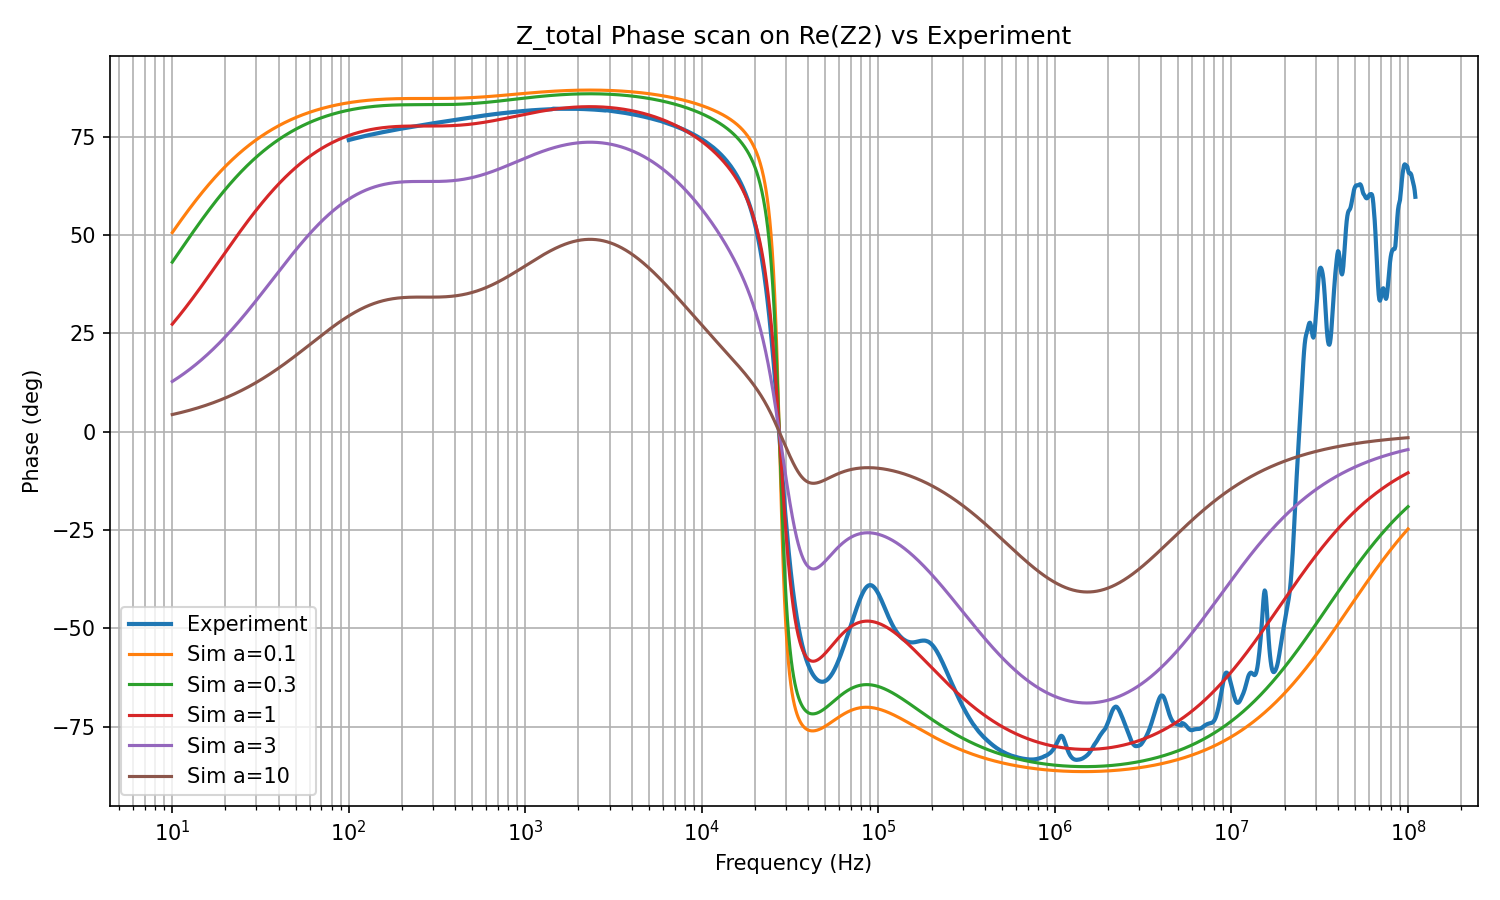 Z_total Phase scan on Re(Z2) vs Experiment
Phase (deg)
75
50
25
0
−25
−50
−75
Experiment
Sim a=0.1
Sim a=0.3
Sim a=1
Sim a=3
Sim a=10
10¹
10²
10³
10⁴
10⁵
10⁶
10⁷
10⁸
Frequency (Hz)